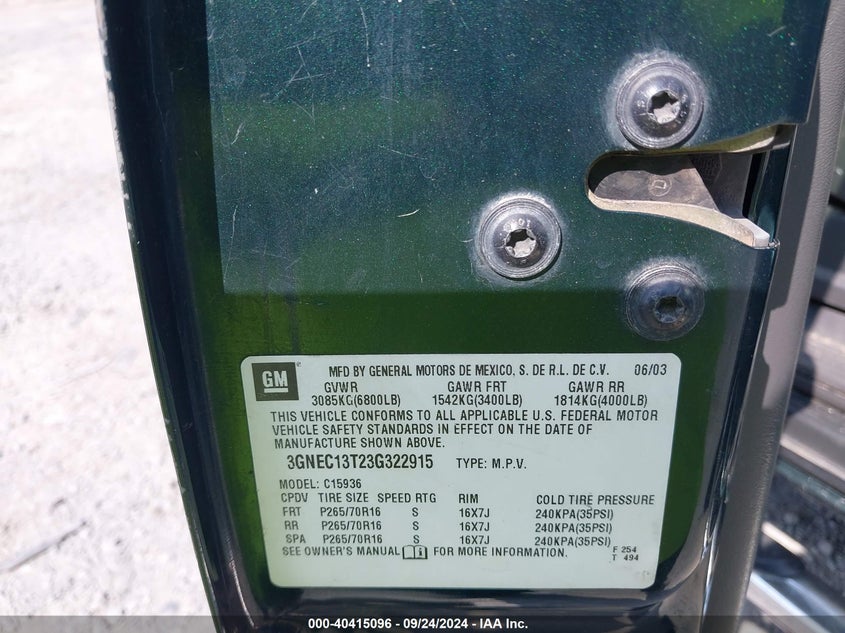 GM
MFD BY GENERAL MOTORS DE MEXICO, S. DE R.L. DE C.V. 06/03
GVWR GAWR FRT GAWR RR
3085KG(6800LB) 1542KG(3400LB) 1814KG(4000LB)
THIS VEHICLE CONFORMS TO ALL APPLICABLE U.S. FEDERAL MOTOR
VEHICLE SAFETY STANDARDS IN EFFECT ON THE DATE OF
MANUFACTURE SHOWN ABOVE.
3GNEC13T23G322915 TYPE: M.P.V.
MODEL: C15936
CPDV TIRE SIZE SPEED RTG RIM COLD TIRE PRESSURE
FRT P265/70R16 S 16X7J 240KPA(35PSI)
RR P265/70R16 S 16X7J 240KPA(35PSI)
SPA P265/70R16 S 16X7J 240KPA(35PSI)
SEE OWNER'S MANUAL FOR MORE INFORMATION.
F 254
T 494
000-40415096 - 09/24/2024 - IAA Inc.